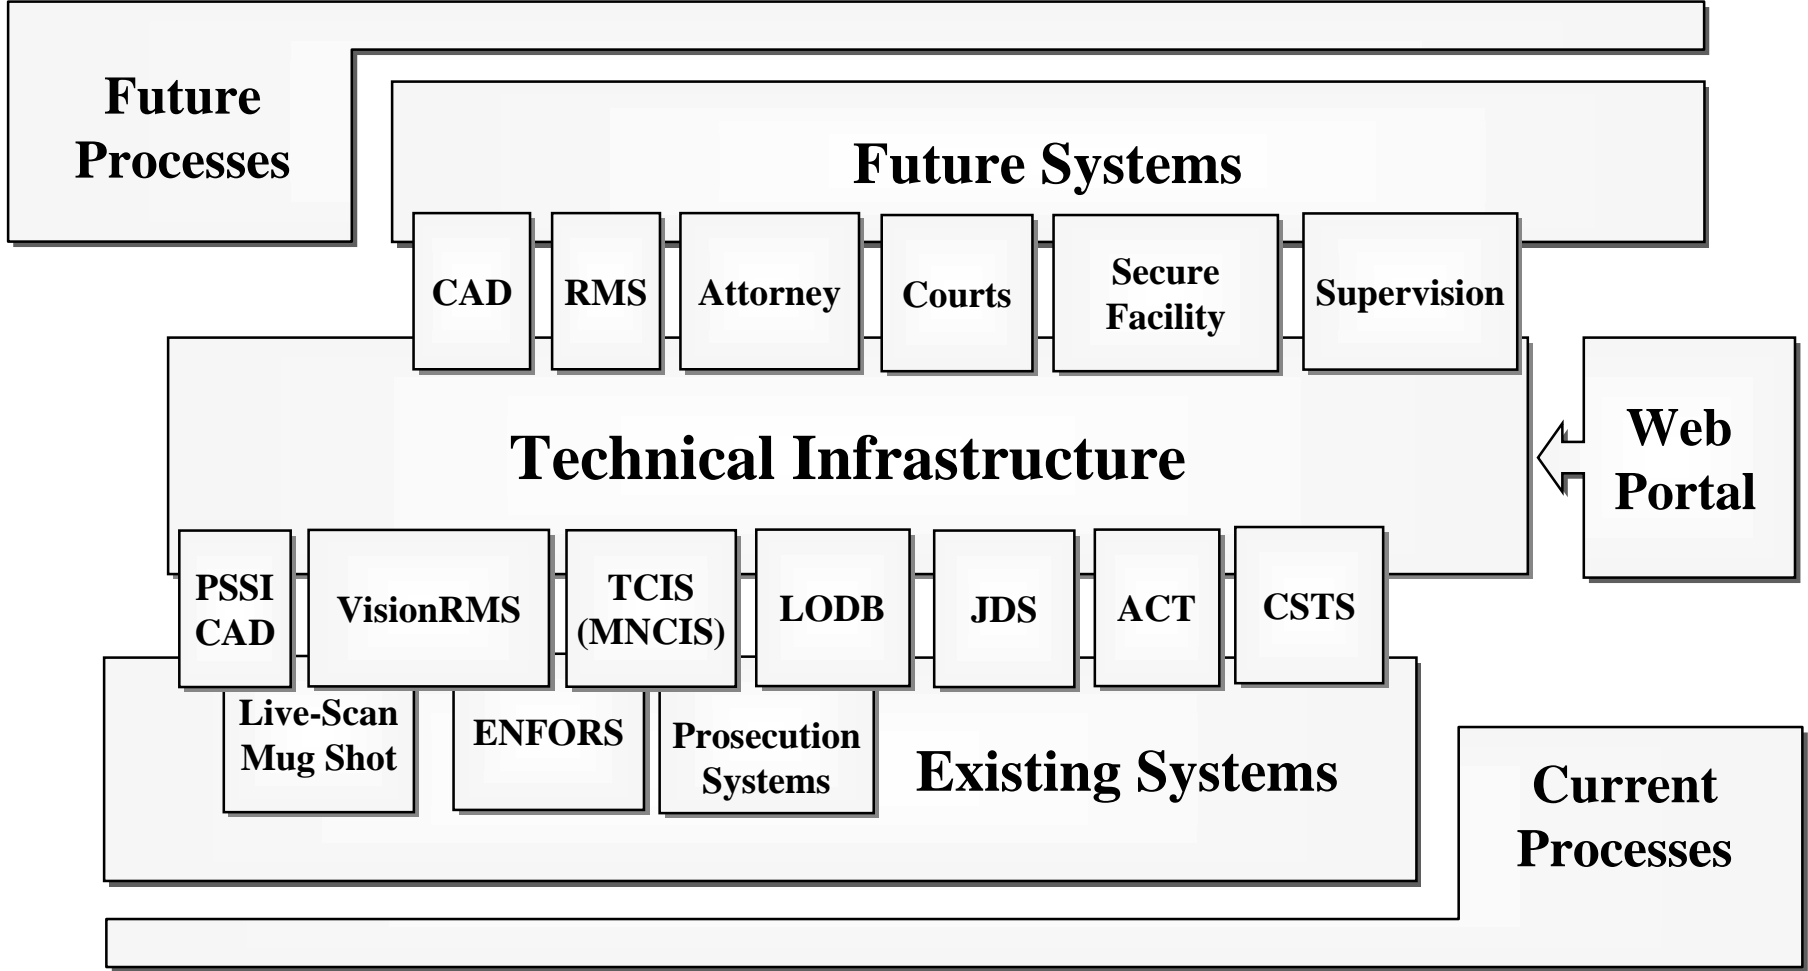 Future
Processes
Future Systems
CAD
RMS
Attorney
Courts
Secure
Facility
Supervision
Technical Infrastructure
Web
Portal
PSSI
CAD
VisionRMS
TCIS
(MNCIS)
LODB
JDS
ACT
CSTS
Live-Scan
Mug Shot
ENFORS
Prosecution
Systems
Existing Systems
Current
Processes